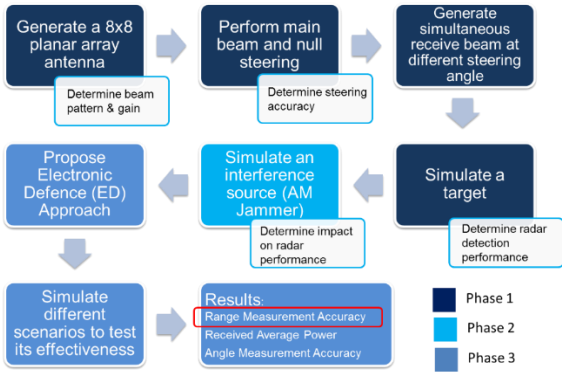 Generate a 8x8
planar array
antenna
Determine beam
pattern & gain
Perform main
beam and null
steering
Determine steering
accuracy
Generate
simultaneous
receive beam at
different steering
angle
Simulate a
target
Determine radar
detection
performance
Simulate an
interference
source (AM
Jammer)
Determine impact
on radar
performance
Propose
Electronic
Defence (ED)
Approach
Simulate
different
scenarios to test
its effectiveness
Results:
Range Measurement Accuracy
Received Average Power
Angle Measurement Accuracy
Phase 1
Phase 2
Phase 3